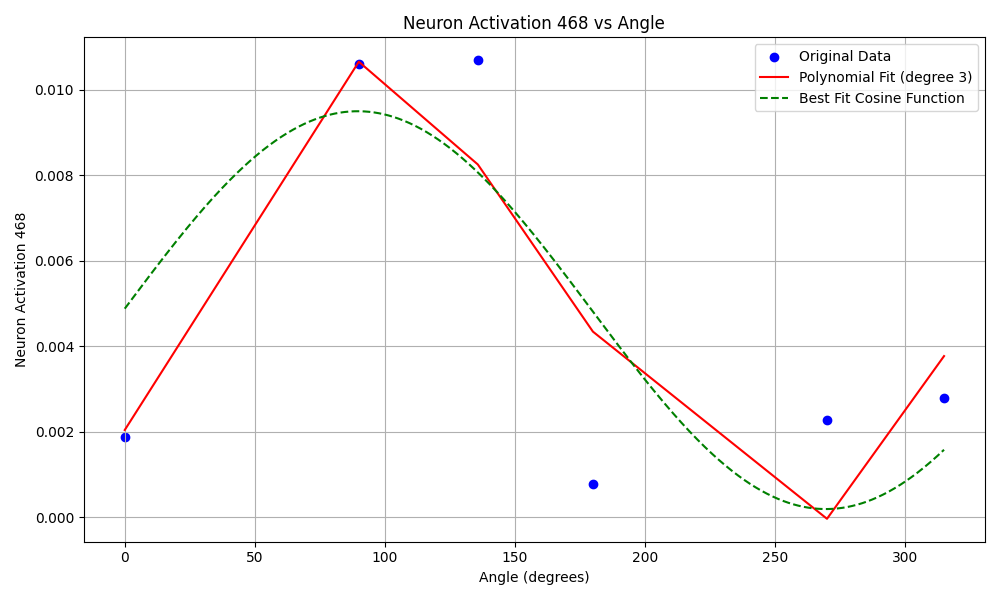 Neuron Activation 468 vs Angle
Original Data
Polynomial Fit (degree 3)
Best Fit Cosine Function
Neuron Activation 468
0.010
0.008
0.006
0.004
0.002
0.000
0
50
100
150
200
250
300
Angle (degrees)